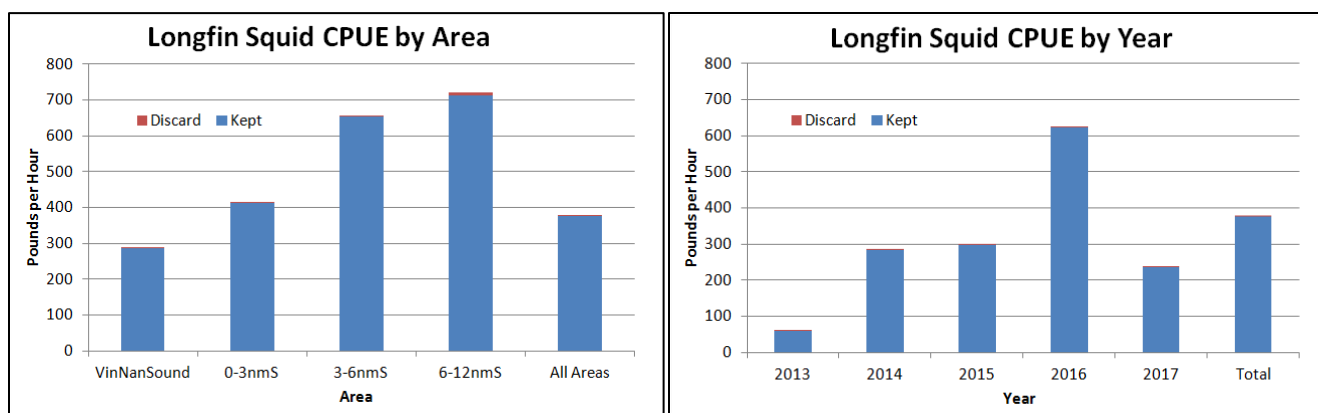 Longfin Squid CPUE by Area
800
700
600
500
400
300
200
100
0
Pounds per Hour
Discard Kept
VinNanSound 0-3nmS 3-6nmS 6-12nmS All Areas
Area
Longfin Squid CPUE by Year
800
700
600
500
400
300
200
100
0
Pounds per Hour
Discard Kept
2013 2014 2015 2016 2017 Total
Year